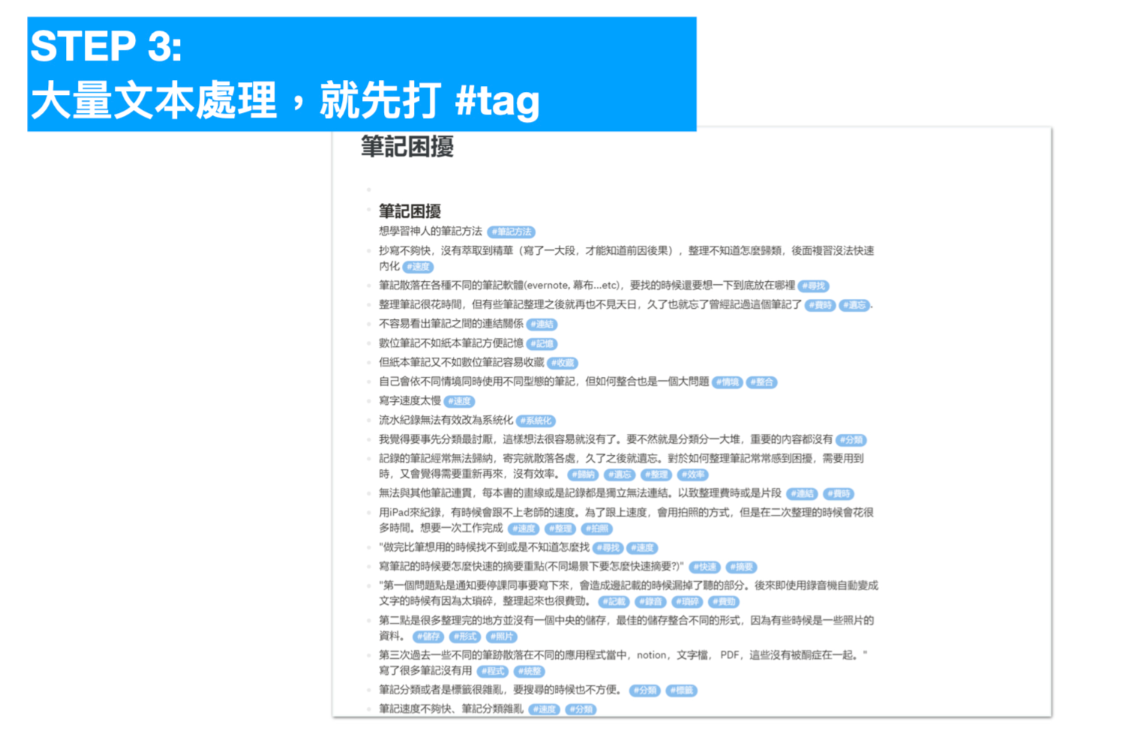 STEP 3:
大量文本處理，就先打 #tag
筆記困擾
筆記困擾
想學習神人的筆記方法 #筆記方法
抄寫不夠快，沒有萃取到精華（寫了一大段，才能知道前因後果），整理不知道怎麼歸類，後面複習沒法快速
內化 #速度
筆記散落在各種不同的筆記軟體(evernote, 幕布...etc)，要找的時候還要想一下到底放在哪裡 #尋找
整理筆記很花時間，但有些筆記整理之後就再也不見天日，久了也就忘了曾經記過這個筆記了 #費時 #遺忘 .
不容易看出筆記之間的連結關係 #連結
數位筆記不如紙本筆記方便記憶 #記憶
但紙本筆記又不如數位筆記容易收藏 #收藏
自己會依不同情境同時使用不同型態的筆記，但如何整合也是一個大問題 #情境 #整合
寫字速度太慢 #速度
流水紀錄無法有效改為系統化 #系統化
我覺得要事先分類最討厭，這樣想法很容易就沒有了。要不然就是分類分一大堆，重要的內容都沒有 #分類
記錄的筆記經常無法歸納，寄完就散落各處，久了之後就遺忘。對於如何整理筆記常常感到困擾，需要用到
時，又會覺得需要重新再來，沒有效率。 #歸納 #遺忘 #整理 #效率
無法與其他筆記連貫，每本書的畫線或是記錄都是獨立無法連結。以致整理費時或是片段 #連結 #費時
用iPad來紀錄，有時候會跟不上老師的速度。為了跟上速度，會用拍照的方式，但是在二次整理的時候會花很
多時間。想要一次工作完成 #速度 #整理 #拍照
"做完比筆想用的時候找不到或是不知道怎麼找 #尋找 #速度
寫筆記的時候要怎麼快速的摘要重點(不同場景下要怎麼快速摘要?)" #快速 #摘要
"第一個問題點是通知要停課同事要寫下來，會造成邊記載的時候漏掉了聽的部分。後來即使用錄音機自動變成
文字的時候有因為太瑣碎，整理起來也很費勁。 #記載 #錄音 #瑣碎 #費勁
第二點是很多整理完的地方並沒有一個中央的儲存，最佳的儲存整合不同的形式，因為有些時候是一些照片的
資料。 #儲存 #形式 #照片
第三次過去一些不同的筆跡散落在不同的應用程式當中，notion，文字檔， PDF，這些沒有被酮症在一起。"
寫了很多筆記沒有用 #程式 #統整
筆記分類或者是標籤很雜亂，要搜尋的時候也不方便。 #分類 #標籤
筆記速度不夠快、筆記分類雜亂 #速度 #分類